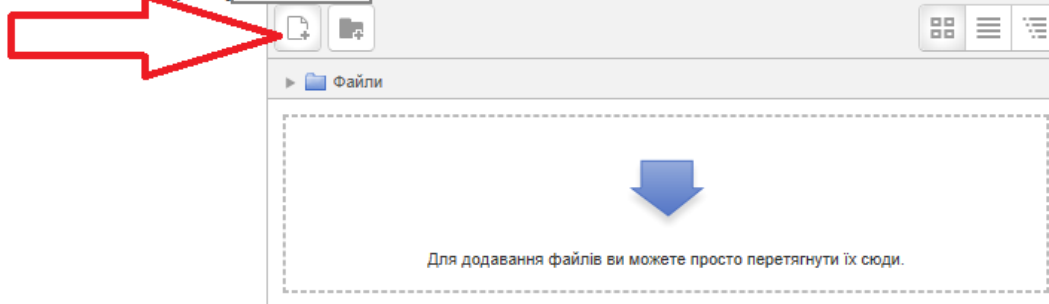 Файли
Для додавання файлів ви можете просто перетягнути їх сюди.